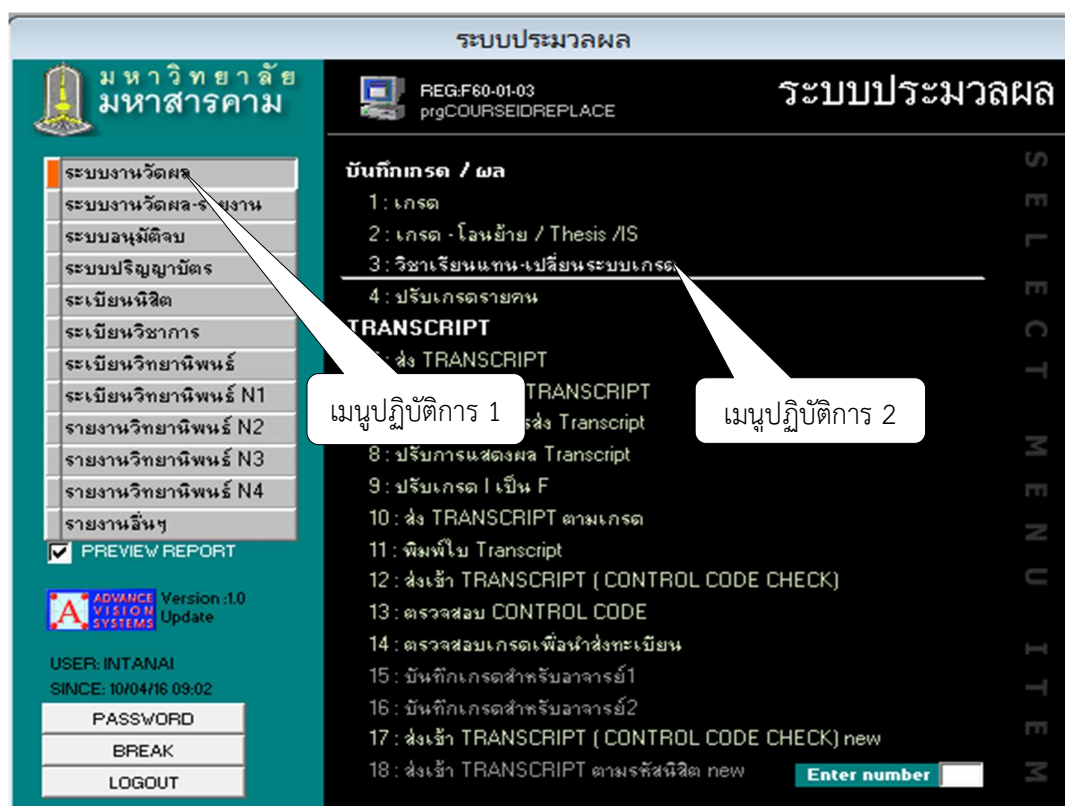 ระบบประมวลผล
มหาวิทยาลัย
มหาสารคาม
REG:F60-01-03
prgCOURSEIDREPLACE
ระบบประมวลผล
ระบบงานวัดผล
ระบบงานวัดผล-รายงาน
ระบบอนุมัติจบ
ระบบปริญญาบัตร
ระเบียนนิสิต
ระเบียนวิชาการ
ระเบียนวิทยานิพนธ์
ระเบียนวิทยานิพนธ์ N1
รายงานวิทยานิพนธ์ N2
รายงานวิทยานิพนธ์ N3
รายงานวิทยานิพนธ์ N4
รายงานอื่นๆ
PREVIEW REPORT
A ADVANCE VISION SYSTEMS
Version :1.0
Update
USER: INTANAI
SINCE: 10/04/16 09:02
PASSWORD
BREAK
LOGOUT
บันทึกเกรด / ผล
1 : เกรด
2 : เกรด - โอนย้าย / Thesis /IS
3 : วิชาเรียนแทน-เปลี่ยนระบบเกรด
4 : ปรับเกรดรายคน
TRANSCRIPT
: ส่ง TRANSCRIPT
TRANSCRIPT
ส่ง Transcript
8 : ปรับการแสดงผล Transcript
9 : ปรับเกรด I เป็น F
10 : ส่ง TRANSCRIPT ตามเกรด
11 : พิมพ์ใบ Transcript
12 : ส่งเข้า TRANSCRIPT ( CONTROL CODE CHECK)
13 : ตรวจสอบ CONTROL CODE
14 : ตรวจสอบเกรดเพื่อนำส่งทะเบียน
15 : บันทึกเกรดสำหรับอาจารย์1
16 : บันทึกเกรดสำหรับอาจารย์2
17 : ส่งเข้า TRANSCRIPT ( CONTROL CODE CHECK) new
18 : ส่งเข้า TRANSCRIPT ตามรหัสนิสิต new
Enter number
เมนูปฏิบัติการ 1
เมนูปฏิบัติการ 2
SELECT MENU ITEM